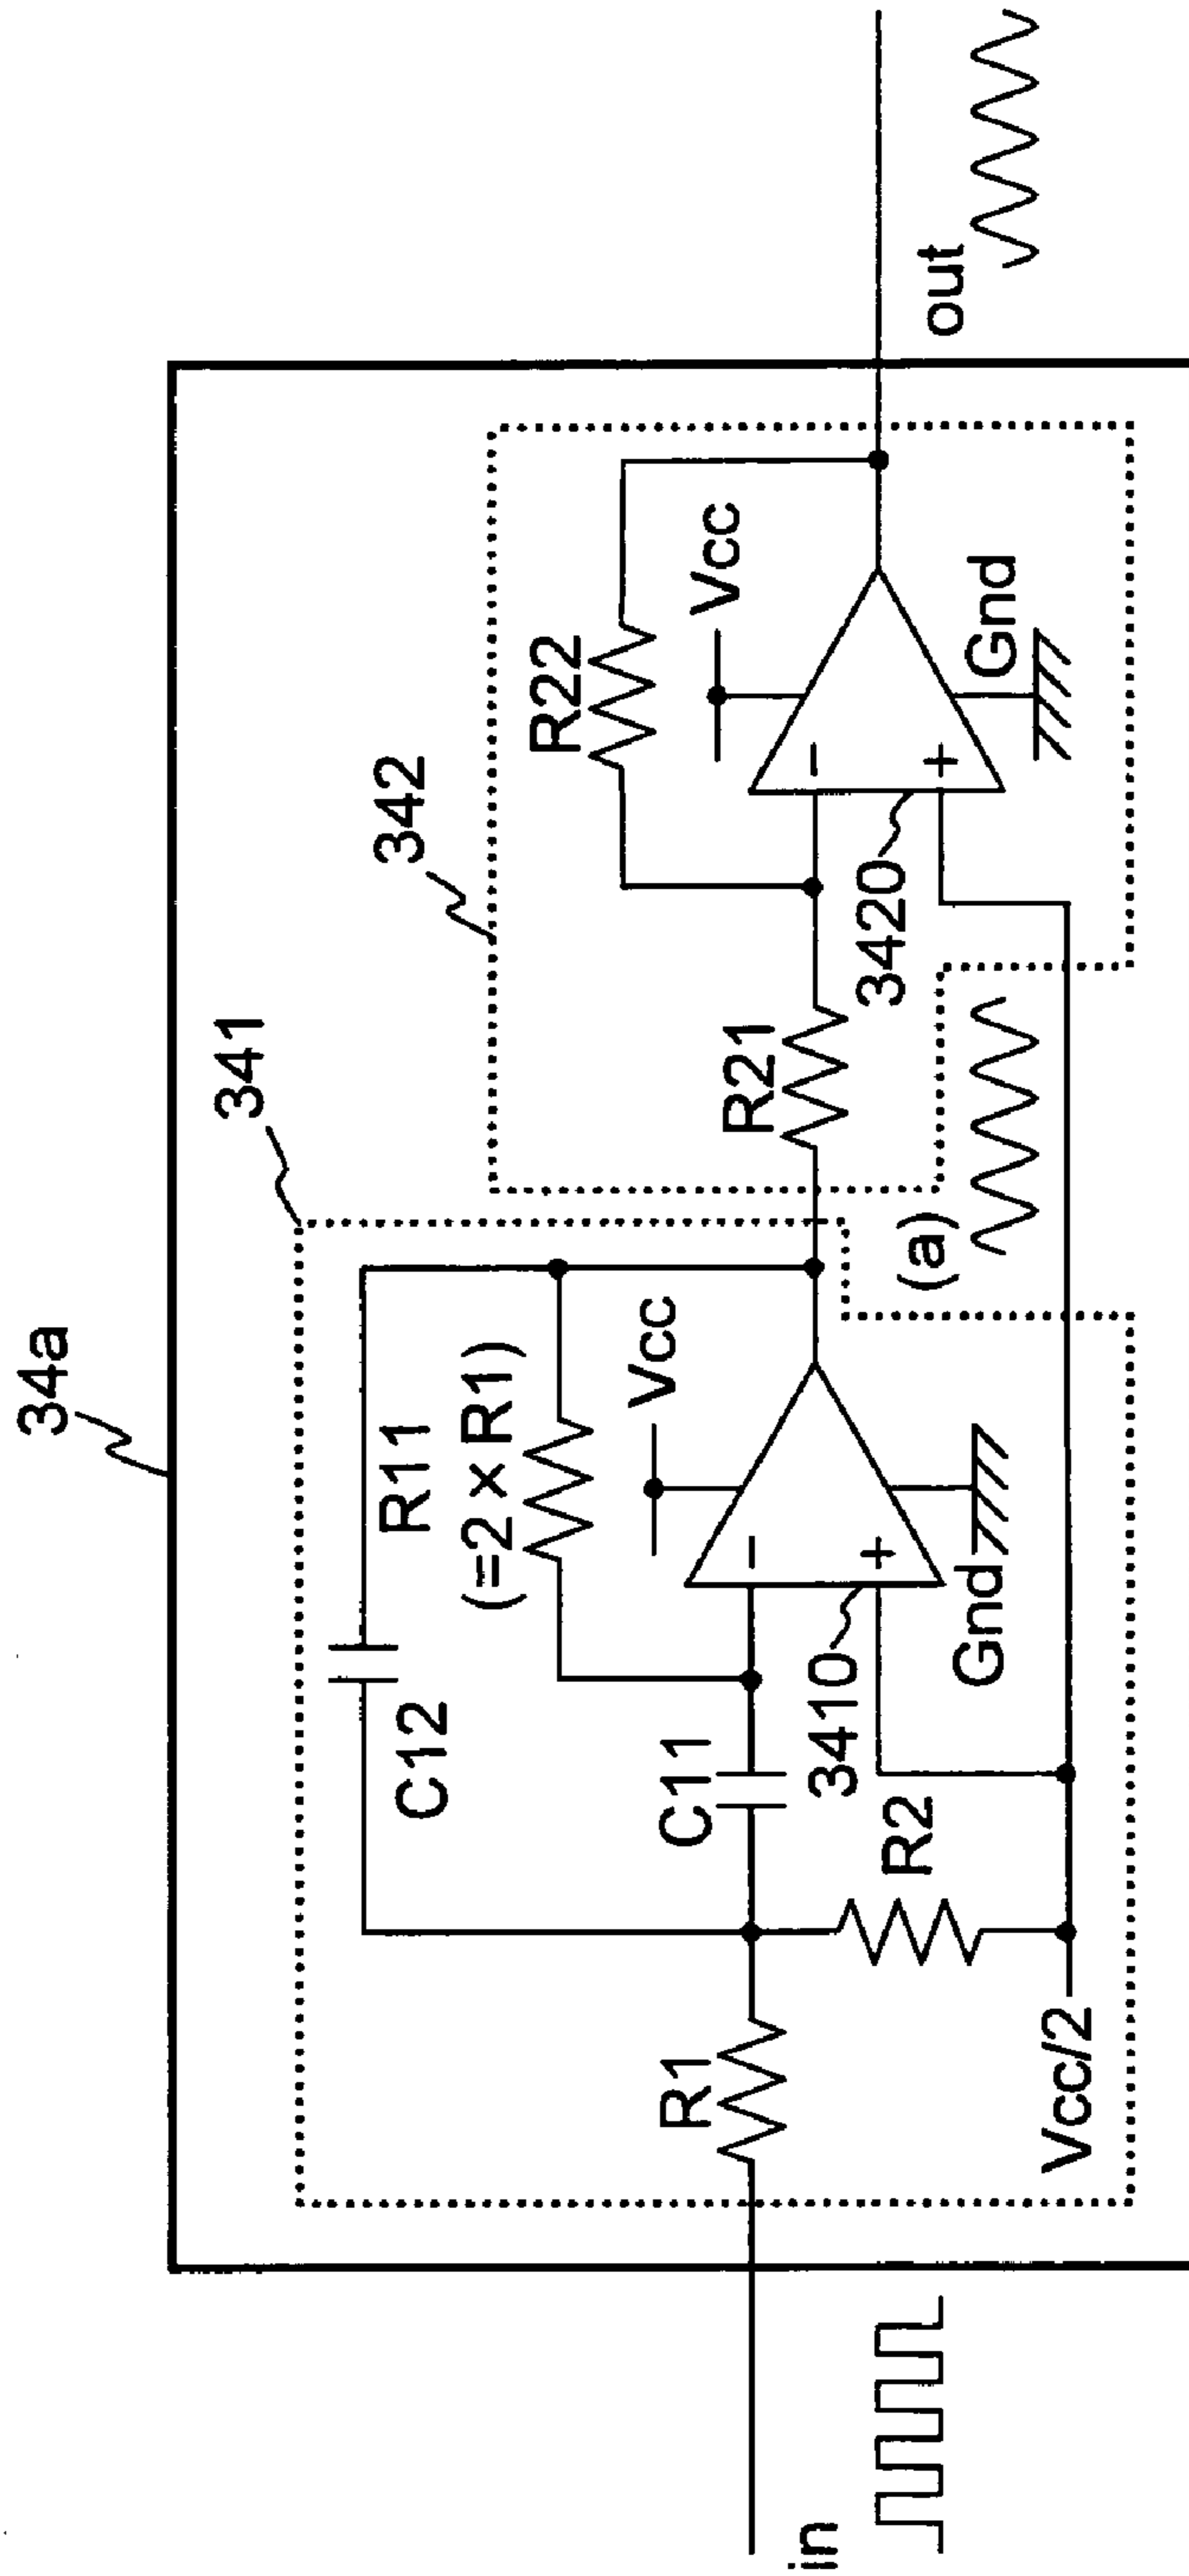 34a
341
342
C12
R11
(=2×R1)
R22
Vcc
Vcc
R1
C11
R21
R2
3410
3420
Gnd
Gnd
(a)
Vcc/2
in
out